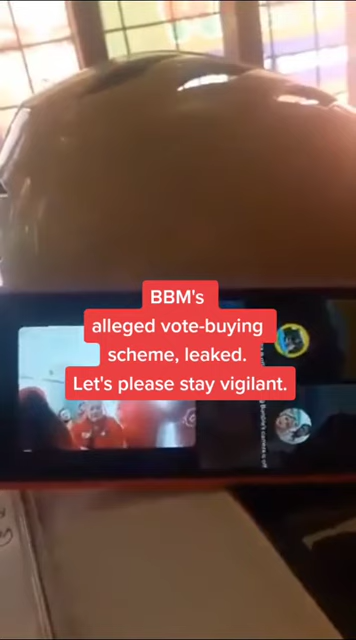 BBM's
alleged vote-buying
scheme, leaked.
Let's please stay vigilant.